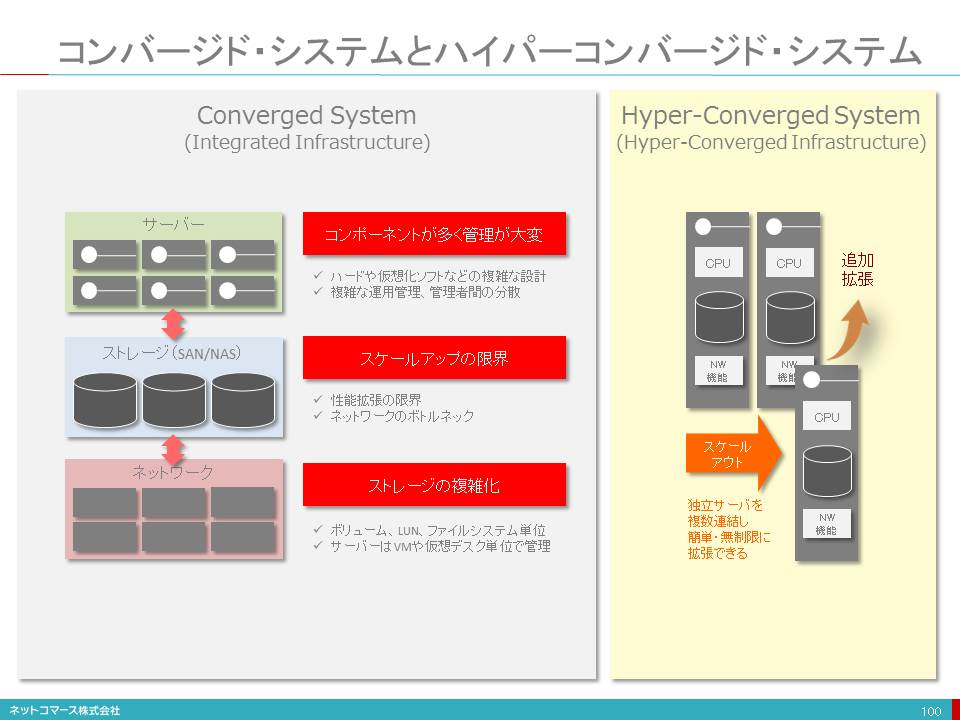 コンバージド・システムとハイパーコンバージド・システム
Converged System
(Integrated Infrastructure)
サーバー
ストレージ（SAN/NAS）
ネットワーク
コンポーネントが多く管理が大変
✓ ハードや仮想化ソフトなどの複雑な設計
✓ 複雑な運用管理、管理者間の分散
スケールアップの限界
✓ 性能拡張の限界
✓ ネットワークのボトルネック
ストレージの複雑化
✓ ボリューム、LUN、ファイルシステム単位
✓ サーバーはVMや仮想デスク単位で管理
Hyper-Converged System
(Hyper-Converged Infrastructure)
CPU
NW
機能
CPU
NW
機能
追加
拡張
CPU
NW
機能
スケール
アウト
独立サーバを
複数連結し
簡単・無制限に
拡張できる
ネットコマース株式会社
100